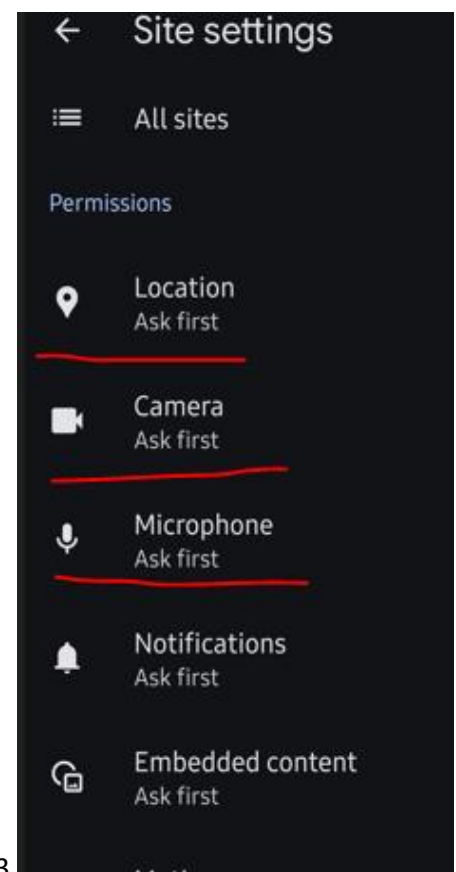 Site settings
All sites
Permissions
Location
Ask first
Camera
Ask first
Microphone
Ask first
Notifications
Ask first
Embedded content
Ask first
3